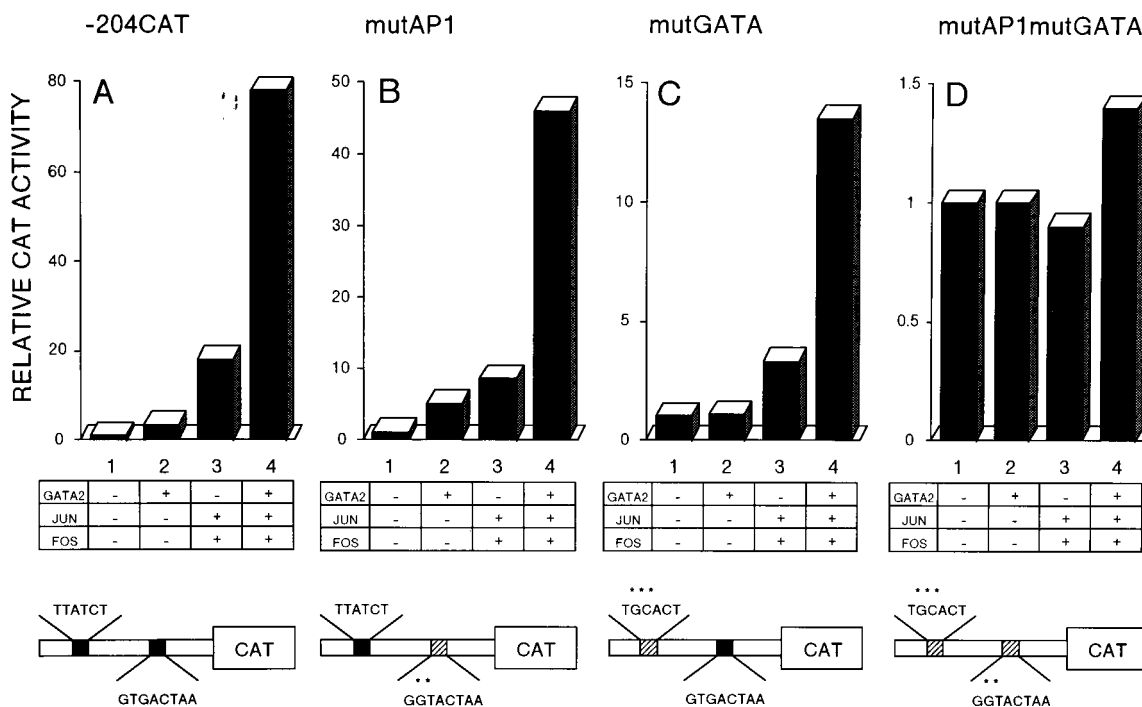 -204CAT mutAP1 mutGATA mutAP1mutGATA
RELATIVE CAT ACTIVITY
A
80
60
40
20
0
1 2 3 4
GATA2 - + - +
JUN - - + +
FOS - - + +
TTATCT
CAT
GTGACTAA
B
50
40
30
20
10
0
1 2 3 4
GATA2 - + - +
JUN - - + +
FOS - - + +
TTATCT
CAT
**
GGTACTAA
C
15
10
5
0
1 2 3 4
GATA2 - + - +
JUN - - + +
FOS - - + +
***
TGCACT
CAT
GTGACTAA
D
1.5
1
0.5
0
1 2 3 4
GATA2 - + - +
JUN - - + +
FOS - - + +
***
TGCACT
CAT
**
GGTACTAA